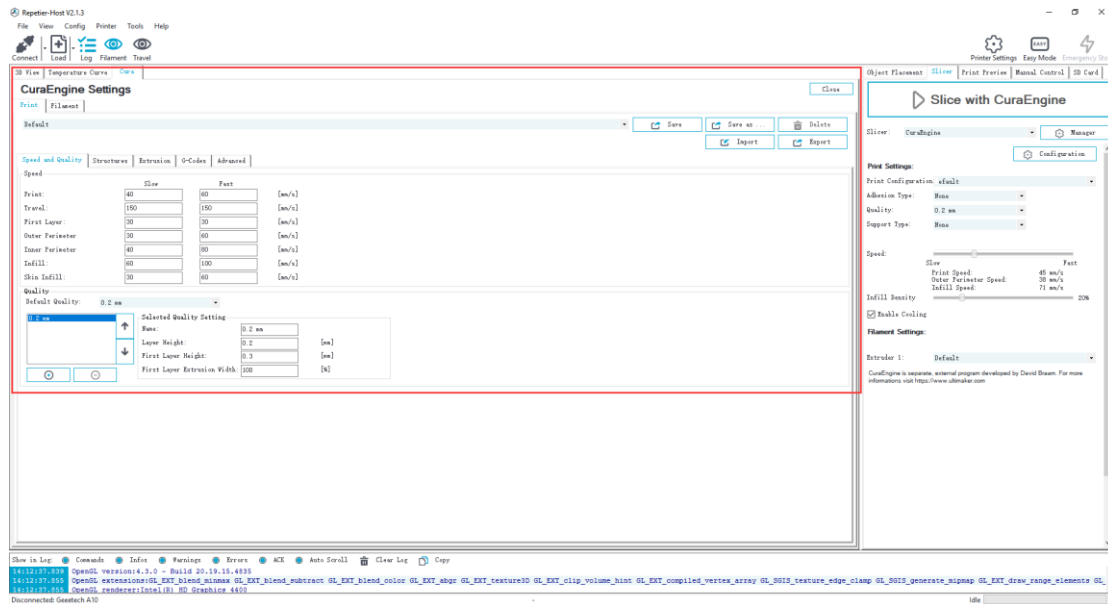 Repetier-Host V2.1.3
File View Config Printer Tools Help
Connect Load Log Filament Travel
Printer Settings Easy Mode Emergency Sto
EASY
3D View Temperature Curve Cura
CuraEngine Settings
Close
Print Filament
Default
Save Save as ... Delete
Import Export
Speed and Quality Structures Extrusion G-Codes Advanced
Speed
Slow Fast
Print: 40 60 [mm/s]
Travel: 150 150 [mm/s]
First Layer: 30 30 [mm/s]
Outer Perimeter 30 60 [mm/s]
Inner Perimeter 40 80 [mm/s]
Infill: 60 100 [mm/s]
Skin Infill: 30 60 [mm/s]
Quality
Default Quality: 0.2 mm
0.2 mm
Selected Quality Setting
Name: 0.2 mm
Layer Height: 0.2 [mm]
First Layer Height: 0.3 [mm]
First Layer Extrusion Width: 100 [%]
Object Placement Slicer Print Preview Manual Control SD Card
Slice with CuraEngine
Slicer: CuraEngine Manager
Configuration
Print Settings:
Print Configuration: efault
Adhesion Type: None
Quality: 0.2 mm
Support Type: None
Speed:
Slow Fast
Print Speed: 45 mm/s
Outer Perimeter Speed: 38 mm/s
Infill Speed: 71 mm/s
Infill Density 20%
Enable Cooling
Filament Settings:
Extruder 1: Default
CuraEngine is separate, external program developed by David Braam. For more
informations visit https://www.ultimaker.com
Show in Log: Commands Infos Warnings Errors ACK Auto Scroll Clear Log Copy
14:12:37.839 OpenGL version:4.3.0 - Build 20.19.15.4835
14:12:37.855 OpenGL extensions:GL_EXT_blend_minmax GL_EXT_blend_subtract GL_EXT_blend_color GL_EXT_abgr GL_EXT_texture3D GL_EXT_clip_volume_hint GL_EXT_compiled_vertex_array GL_SGIS_texture_edge_clamp GL_SGIS_generate_mipmap GL_EXT_draw_range_elements GL_
14:12:37.855 OpenGL renderer:Intel(R) HD Graphics 4400
Disconnected: Geeetech A10 - Idle